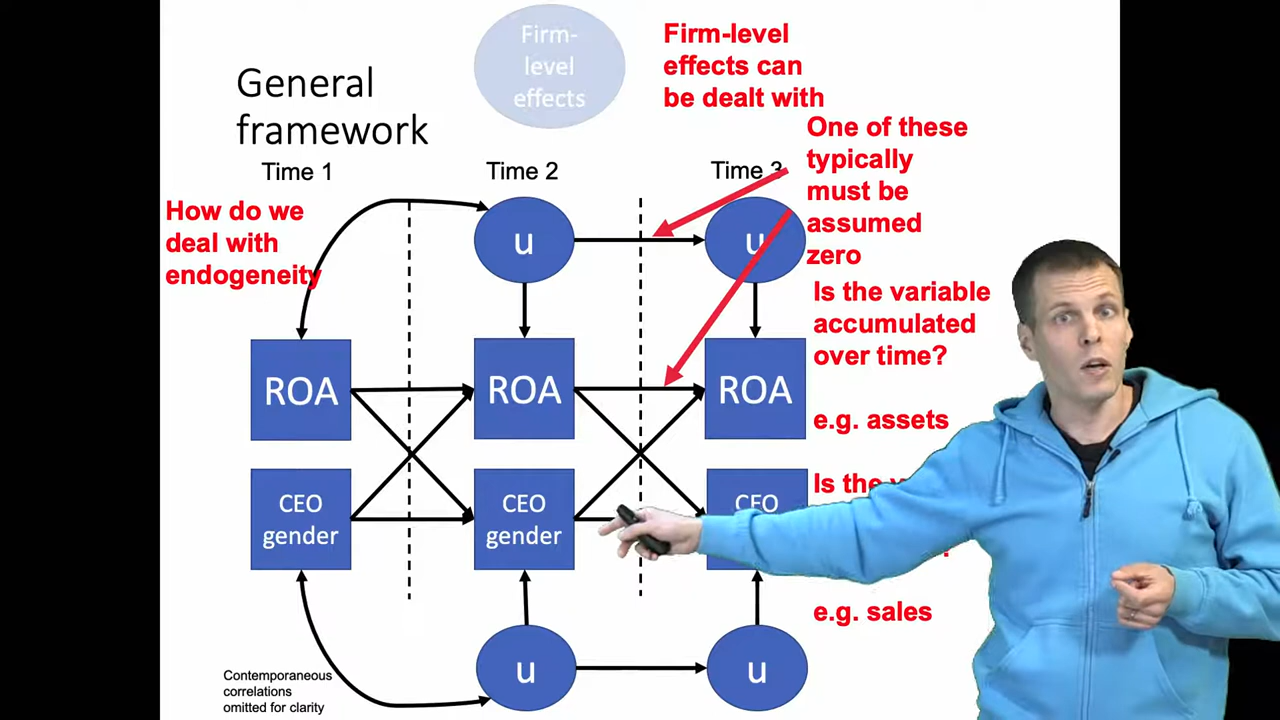 Firm-
level
effects
Firm-level
effects can
be dealt with
General
framework
One of these
typically
must be
assumed
zero
Time 1
Time 2
Time 3
How do we
deal with
endogeneity
u
u
Is the variable
accumulated
over time?
ROA
ROA
ROA
e.g. assets
Is the
CEO
gender
CEO
gender
CEO
e.g. sales
u
u
Contemporaneous
correlations
omitted for clarity